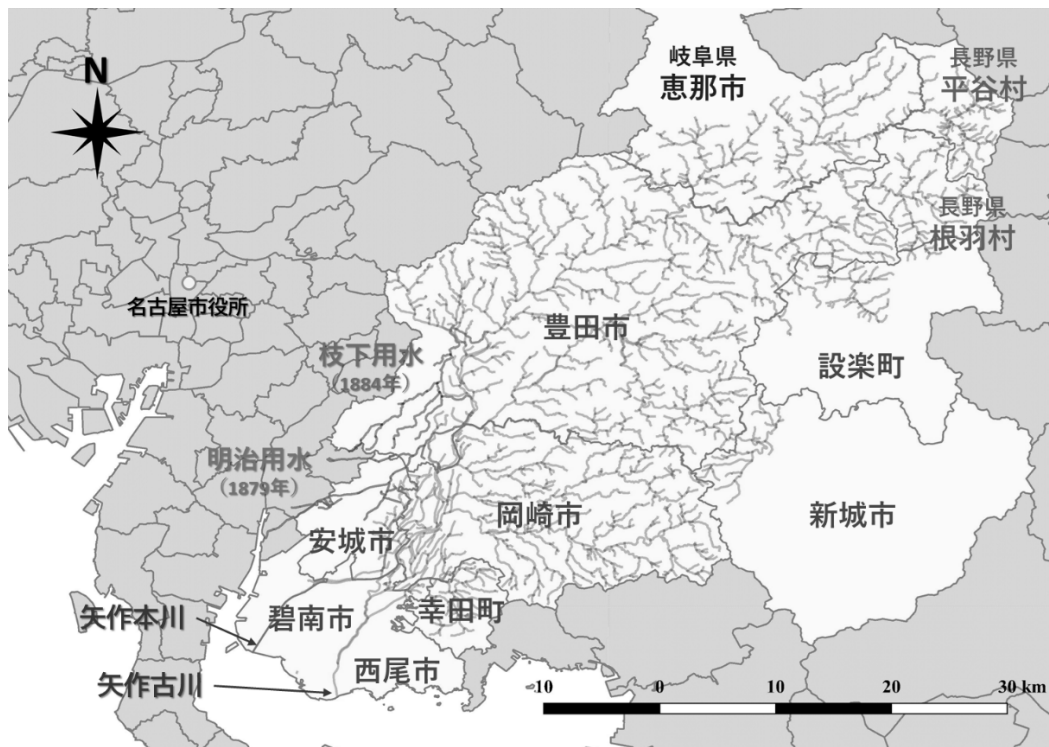 N
岐阜県
恵那市
長野県
平谷村
長野県
根羽村
名古屋市役所
豊田市
枝下用水
（1884年）
設楽町
明治用水
（1879年）
岡崎市
新城市
安城市
碧南市
幸田町
矢作本川
西尾市
矢作古川
10 0 10 20 30 km